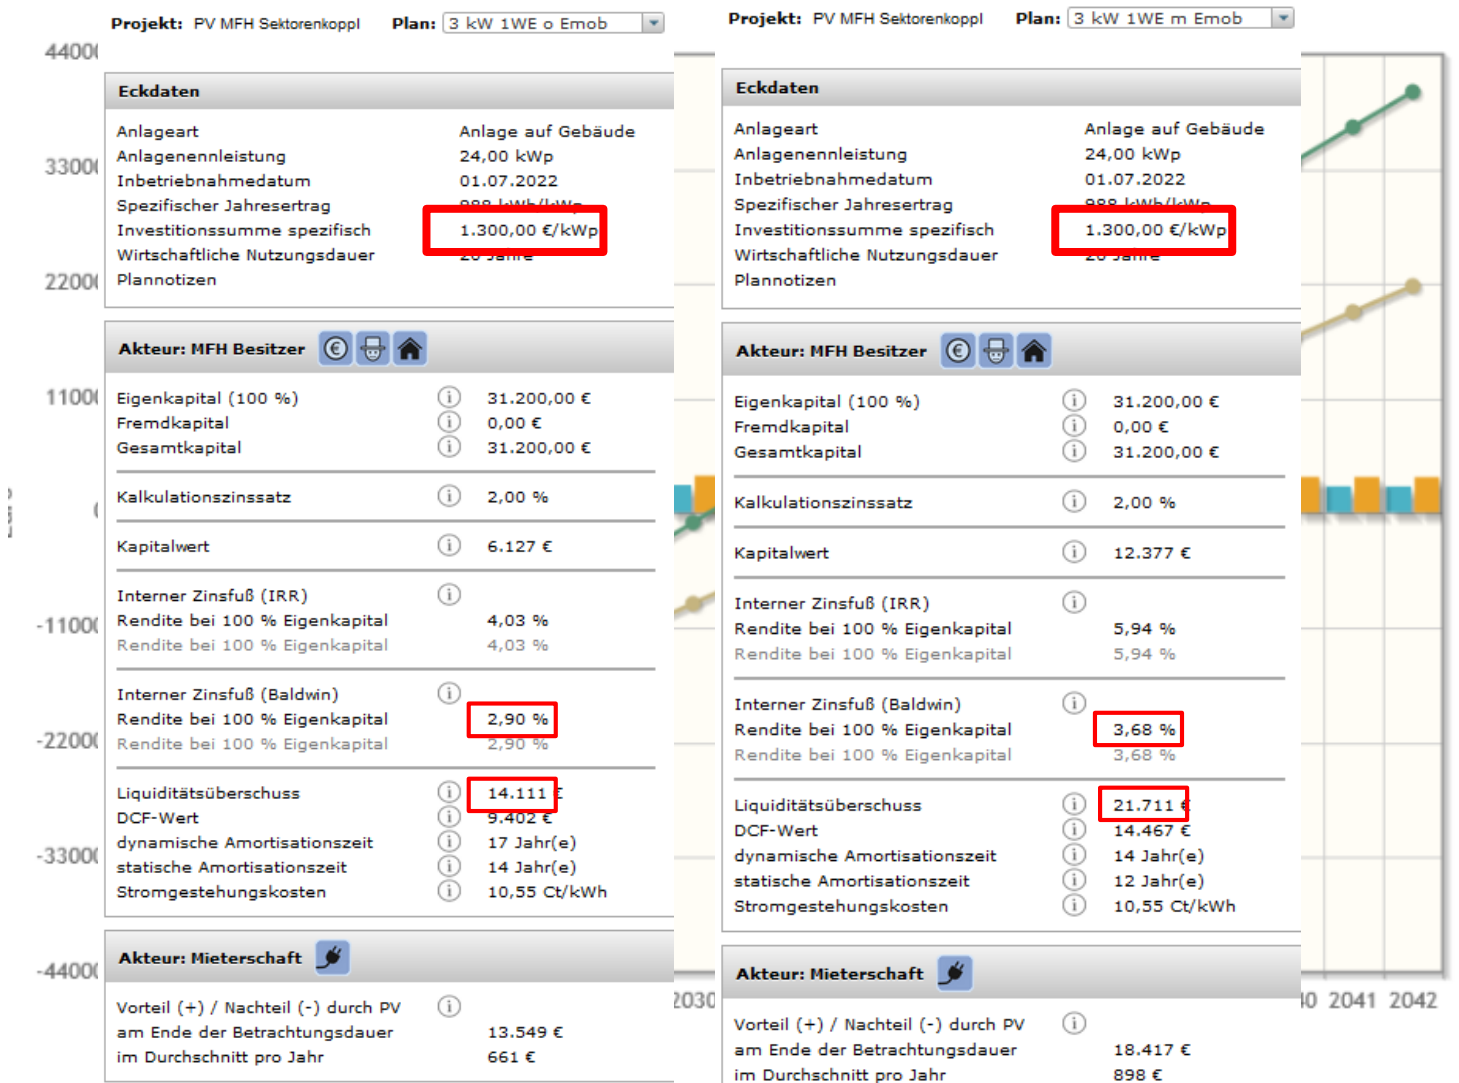 Projekt: PV MFH Sektorenkoppl Plan: 3 kW 1WE o Emob
Eckdaten
Anlageart Anlage auf Gebäude
Anlagennennleistung 24,00 kWp
Inbetriebnahmedatum 01.07.2022
Spezifischer Jahresertrag 988 kWh/kWp
Investitionssumme spezifisch 1.300,00 €/kWp
Wirtschaftliche Nutzungsdauer 20 Jahre
Plannotizen
Akteur: MFH Besitzer
Eigenkapital (100 %) 31.200,00 €
Fremdkapital 0,00 €
Gesamtkapital 31.200,00 €
Kalkulationszinssatz 2,00 %
Kapitalwert 6.127 €
Interner Zinsfuß (IRR)
Rendite bei 100 % Eigenkapital 4,03 %
Rendite bei 100 % Eigenkapital 4,03 %
Interner Zinsfuß (Baldwin)
Rendite bei 100 % Eigenkapital 2,90 %
Rendite bei 100 % Eigenkapital 2,90 %
Liquiditätsüberschuss 14.111 €
DCF-Wert 9.402 €
dynamische Amortisationszeit 17 Jahr(e)
statische Amortisationszeit 14 Jahr(e)
Stromgestehungskosten 10,55 Ct/kWh
Akteur: Mieterschaft
Vorteil (+) / Nachteil (-) durch PV
am Ende der Betrachtungsdauer 13.549 €
im Durchschnitt pro Jahr 661 €
Projekt: PV MFH Sektorenkoppl Plan: 3 kW 1WE m Emob
Eckdaten
Anlageart Anlage auf Gebäude
Anlagennennleistung 24,00 kWp
Inbetriebnahmedatum 01.07.2022
Spezifischer Jahresertrag 988 kWh/kWp
Investitionssumme spezifisch 1.300,00 €/kWp
Wirtschaftliche Nutzungsdauer 20 Jahre
Plannotizen
Akteur: MFH Besitzer
Eigenkapital (100 %) 31.200,00 €
Fremdkapital 0,00 €
Gesamtkapital 31.200,00 €
Kalkulationszinssatz 2,00 %
Kapitalwert 12.377 €
Interner Zinsfuß (IRR)
Rendite bei 100 % Eigenkapital 5,94 %
Rendite bei 100 % Eigenkapital 5,94 %
Interner Zinsfuß (Baldwin)
Rendite bei 100 % Eigenkapital 3,68 %
Rendite bei 100 % Eigenkapital 3,68 %
Liquiditätsüberschuss 21.711 €
DCF-Wert 14.467 €
dynamische Amortisationszeit 14 Jahr(e)
statische Amortisationszeit 12 Jahr(e)
Stromgestehungskosten 10,55 Ct/kWh
Akteur: Mieterschaft
Vorteil (+) / Nachteil (-) durch PV
am Ende der Betrachtungsdauer 18.417 €
im Durchschnitt pro Jahr 898 €
2030
2041 2042